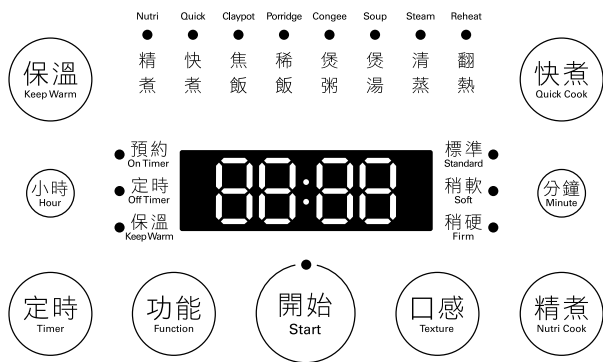 Nutri Quick Claypot Porridge Congee Soup Steam Reheat
精煮 快煮 焦飯 稀飯 煲粥 煲湯 清蒸 翻熱
保溫
Keep Warm
快煮
Quick Cook
預約
On Timer
標準
Standard
小時
Hour
定時
Off Timer
88:88
稍軟
Soft
分鐘
Minute
保溫
Keep Warm
稍硬
Firm
定時
Timer
功能
Function
開始
Start
口感
Texture
精煮
Nutri Cook